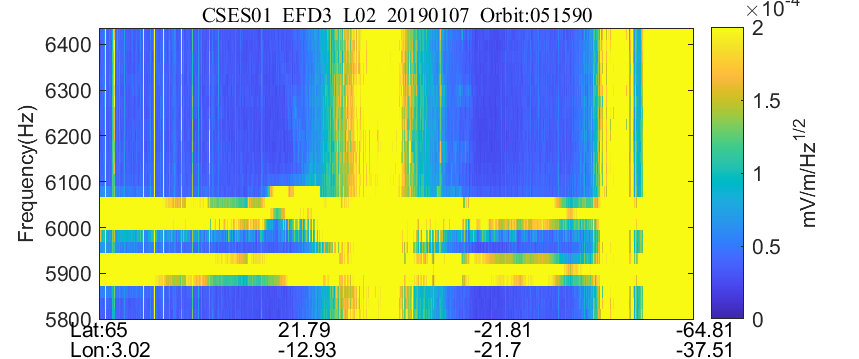 CSES01 EFD3 L02 20190107 Orbit:051590
×10-4
6400
6300
6200
6100
6000
5900
5800
Frequency(Hz)
2
1.5
1
0.5
0
mV/m/Hz1/2
Lat:65 21.79 -21.81 -64.81
Lon:3.02 -12.93 -21.7 -37.51